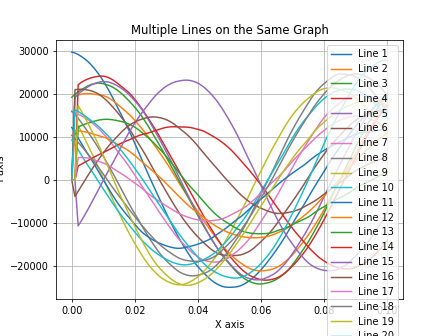 Multiple Lines on the Same Graph
30000
20000
10000
0
−10000
−20000
0.00
0.02
0.04
0.06
X axis
Line 1
Line 2
Line 3
Line 4
Line 5
Line 7
Line 8
Line 9
Line 10
Line 11
Line 12
Line 13
Line 14
Line 15
Line 16
Line 17
Line 18
Line 19